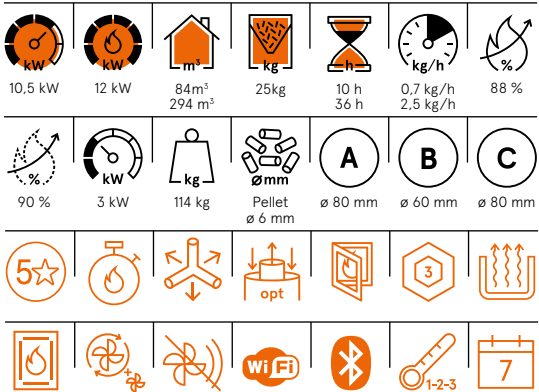 kW kW m³ kg h kg/h %
10,5 kW 12 kW 84m³ 25kg 10 h 0,7 kg/h 88 %
294 m³ 36 h 2,5 kg/h
% kW kg ømm A B C
90 % 3 kW 114 kg Pellet ø 80 mm ø 60 mm ø 80 mm
ø 6 mm
5 opt 3
+ WiFi 1-2-3 7